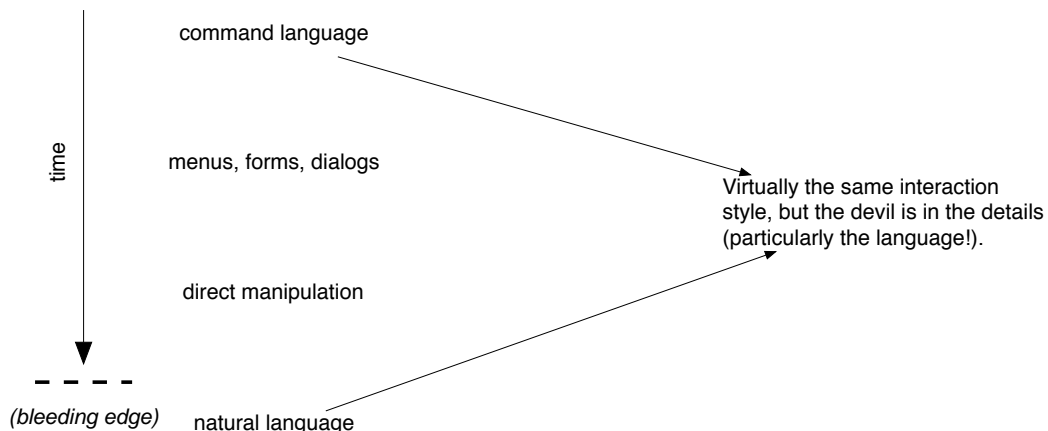 command language
time
menus, forms, dialogs
Virtually the same interaction
style, but the devil is in the details
(particularly the language!).
direct manipulation
(bleeding edge)
natural language